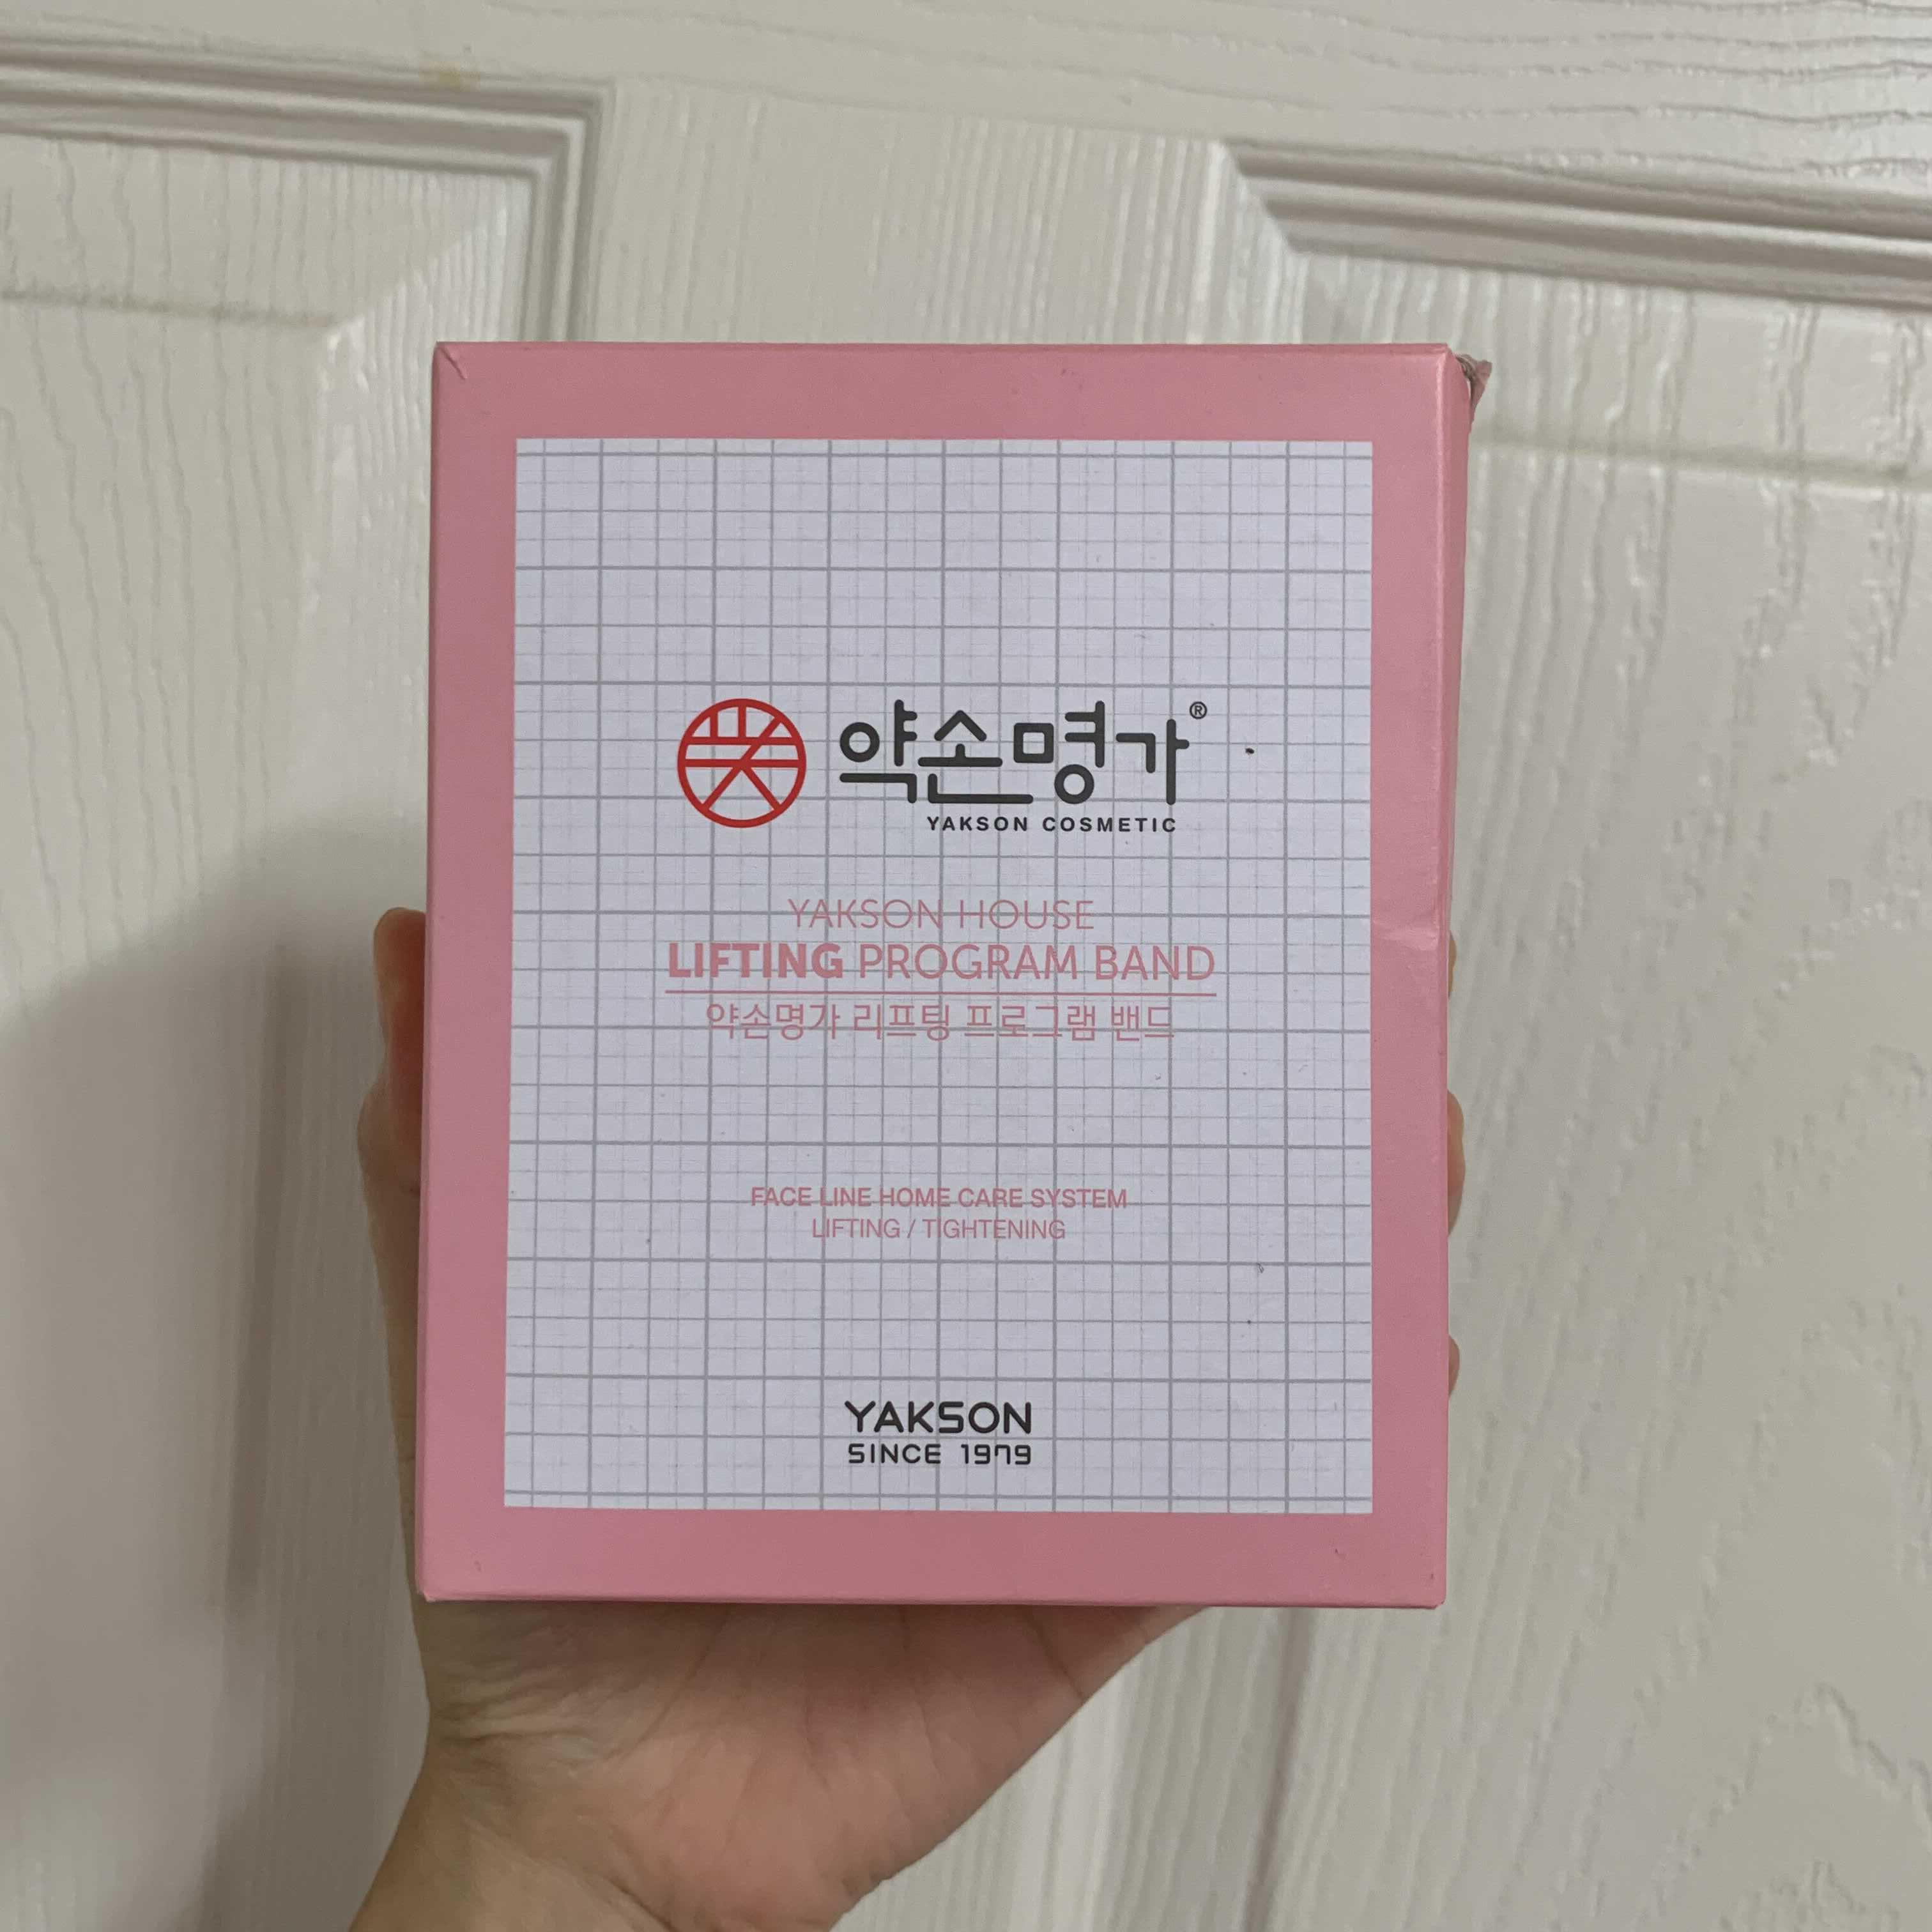 약손명가®
YAKSON COSMETIC
YAKSON HOUSE
LIFTING PROGRAM BAND
약손명가 리프팅 프로그램 밴드
FACE LINE HOME CARE SYSTEM
LIFTING / TIGHTENING
YAKSON
SINCE 1979